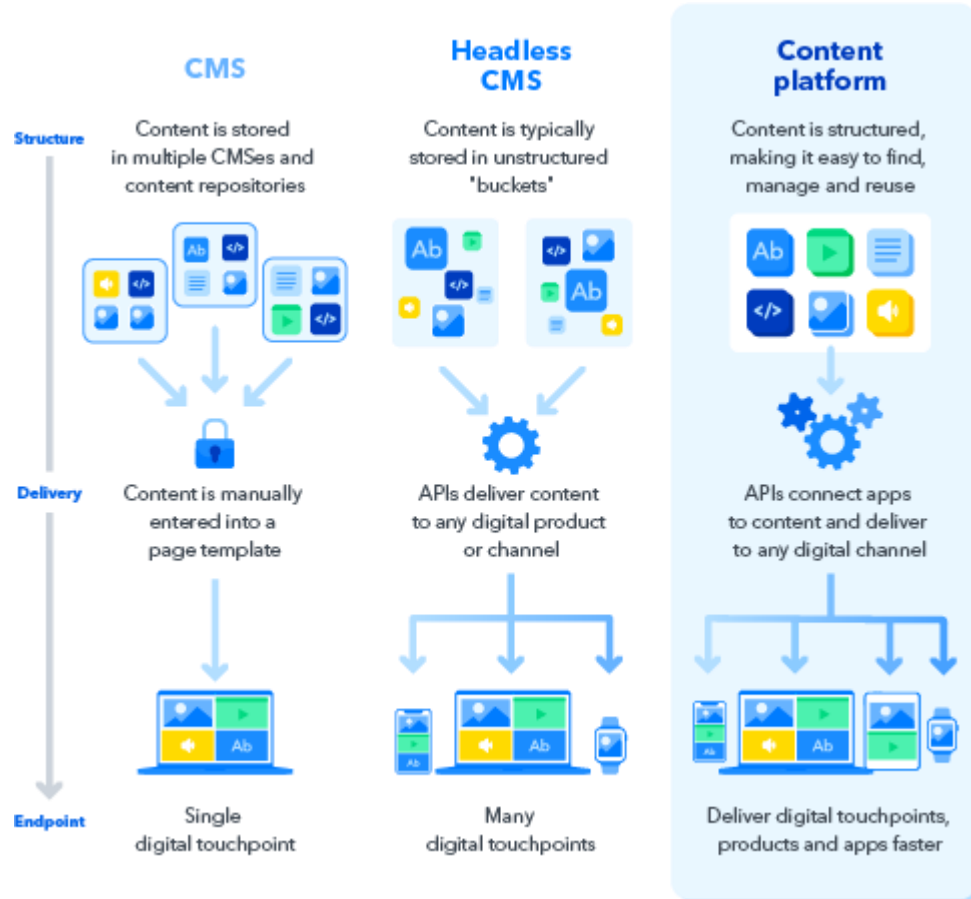 CMS
Headless
CMS
Content
platform
Structure
Content is stored
in multiple CMSes and
content repositories
Content is typically
stored in unstructured
"buckets"
Content is structured,
making it easy to find,
manage and reuse
Ab
</>
</>
</>
Ab
</>
</>
Ab
Ab
</>
Delivery
Content is manually
entered into a
page template
APIs deliver content
to any digital product
or channel
APIs connect apps
to content and deliver
to any digital channel
Ab
Ab
Ab
Ab
Ab
Endpoint
Single
digital touchpoint
Many
digital touchpoints
Deliver digital touchpoints,
products and apps faster